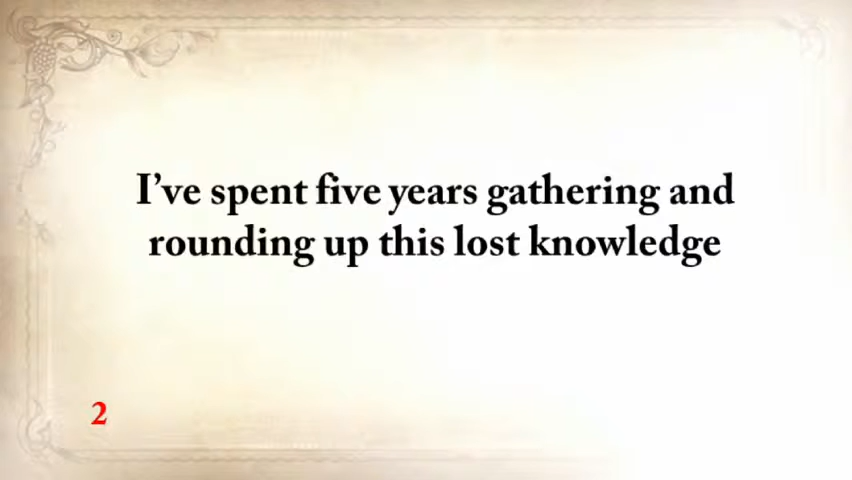 I’ve spent five years gathering and
rounding up this lost knowledge
2